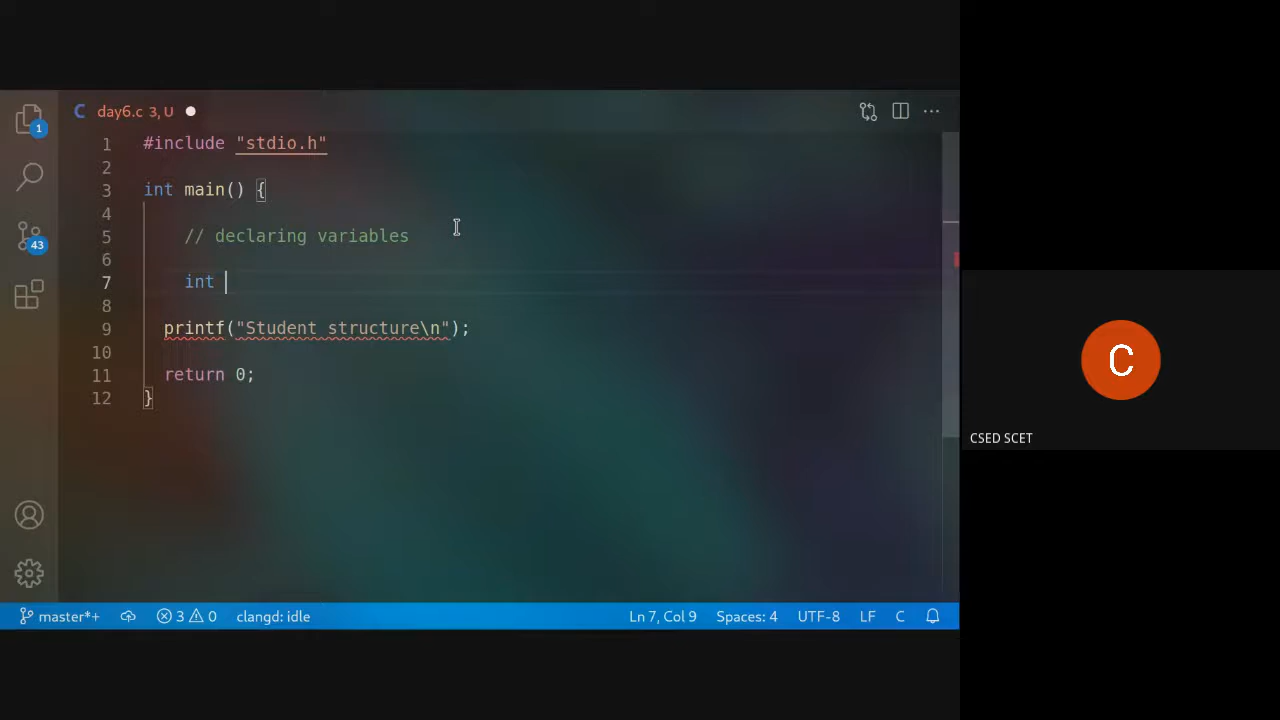 C day6.c 3, U
1 #include "stdio.h"
2
3 int main() {
4
5 // declaring variables
6
7 int
8
9 printf("Student structure\n");
10
11 return 0;
12 }
1
43
master*+ 3 0 clangd: idle Ln 7, Col 9 Spaces: 4 UTF-8 LF C
C
CSED SCET